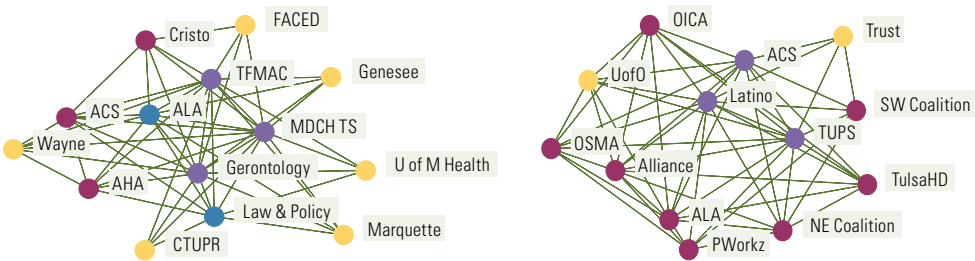 FACED
Cristo
TFMAC
Genesee
ACS
ALA
MDCH TS
Wayne
Gerontology
U of M Health
AHA
Law & Policy
Marquette
CTUPR
OICA
Trust
ACS
UofO
Latino
SW Coalition
TUPS
OSMA
Alliance
TulsaHD
ALA
NE Coalition
PWorkz